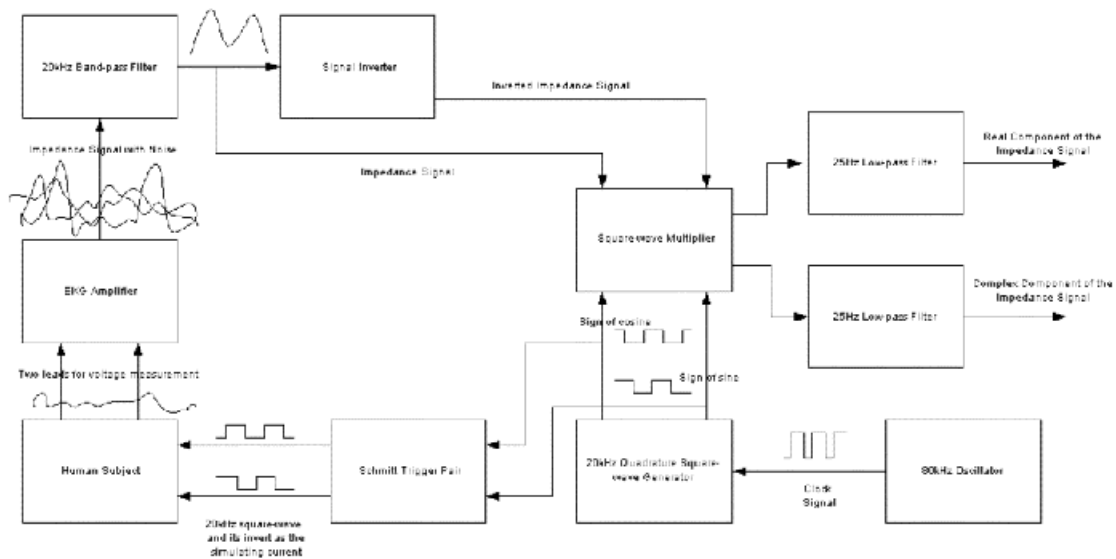 20kHz Band-pass Filter
Signal Inverter
Inverted Impedance Signal
Impedance Signal with Noise
Impedance Signal
25Hz Low-pass Filter
Real Component of the
Impedance Signal
Square-wave Multiplier
EKG Amplifier
25Hz Low-pass Filter
Complex Component of the
Impedance Signal
Sign of cosine
Sign of sine
Two leads for voltage measurement
Human Subject
Schmitt Trigger Pair
20kHz Quadrature Square-
wave Generator
80kHz Oscillator
Clock
Signal
20kHz square-wave
and its invert as the
simulating current